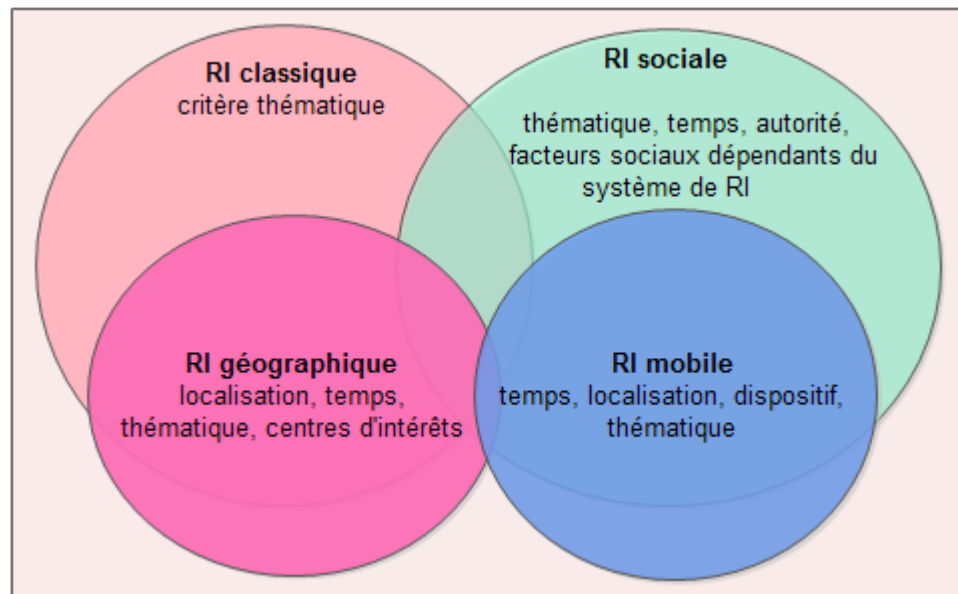 RI classique
critère thématique
RI sociale
thématique, temps, autorité,
facteurs sociaux dépendants du
système de RI
RI géographique
localisation, temps,
thématique, centres d'intérêts
RI mobile
temps, localisation, dispositif,
thématique